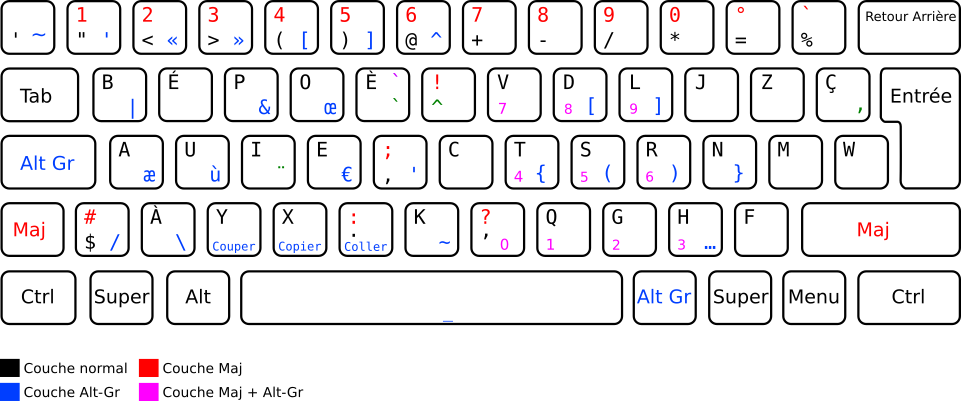 1 2 3 4 5 6 7 8 9 0 ° ` Retour Arrière
' ~ " ' < « > » ( [ ) ] @ ^ + - / * = %
Tab B É P O È ` ! V D L J Z Ç Entrée
| & œ ` ^ 7 8 [ 9 ] ,
Alt Gr A U I E ; C T S R N M W
æ ù ¨ € , ' 4 { 5 ( 6 ) }
Maj # À Y X : K ? Q G H F Maj
$ / \ Couper Copier . Coller ~ ’ 0 1 2 3 …
Ctrl Super Alt _ Alt Gr Super Menu Ctrl
Couche normal Couche Maj
Couche Alt-Gr Couche Maj + Alt-Gr